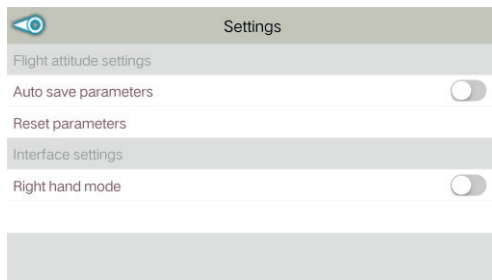 Settings
Flight attitude settings
Auto save parameters
Reset parameters
Interface settings
Right hand mode